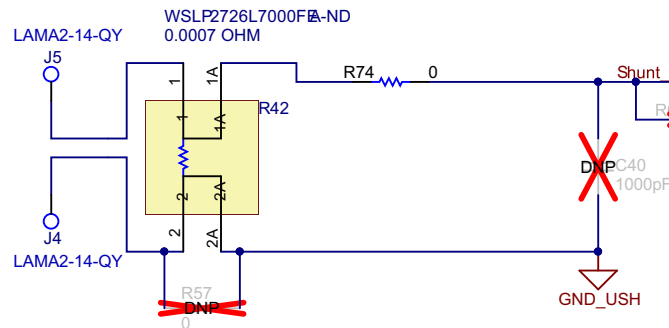 WSLP2726L7000FEA-ND
0.0007 OHM
LAMA2-14-QY
J5
1
1A
R74
0
Shunt
R42
1
1A
DNP
C40
1000pF
2
2A
2
2A
J4
LAMA2-14-QY
R57
DNP
0
GND_USH